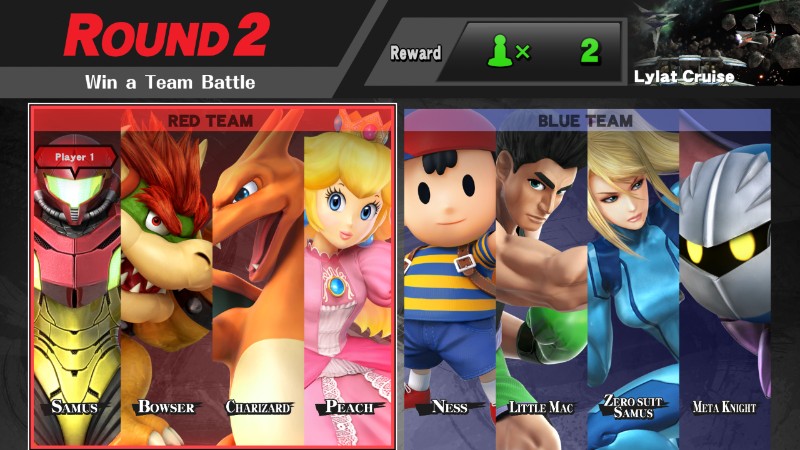 ROUND 2
Win a Team Battle
Reward
× 2
Lylat Cruise
RED TEAM
BLUE TEAM
Player 1
SAMUS
BOWSER
CHARIZARD
PEACH
NESS
LITTLE MAC
ZERO SUIT
SAMUS
META KNIGHT